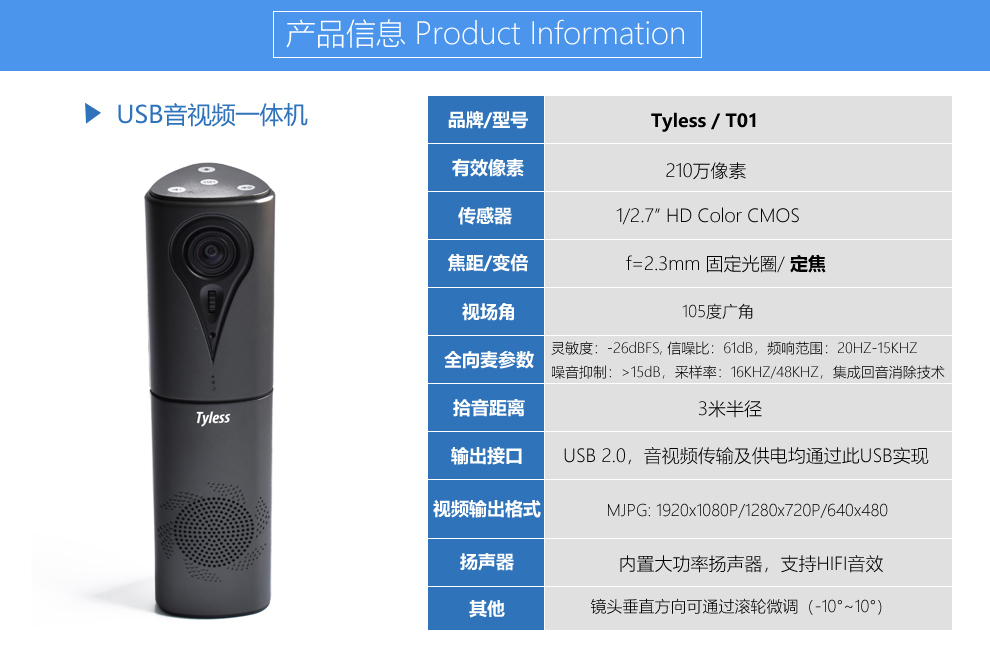 产品信息 Product Information
USB音视频一体机
品牌/型号 Tyless / T01
有效像素 210万像素
传感器 1/2.7” HD Color CMOS
焦距/变倍 f=2.3mm 固定光圈/ 定焦
视场角 105度广角
全向麦参数 灵敏度：-26dBFS, 信噪比：61dB，频响范围：20HZ-15KHZ
噪音抑制：>15dB，采样率：16KHZ/48KHZ，集成回音消除技术
拾音距离 3米半径
输出接口 USB 2.0，音视频传输及供电均通过此USB实现
视频输出格式 MJPG: 1920x1080P/1280x720P/640x480
扬声器 内置大功率扬声器，支持HIFI音效
其他 镜头垂直方向可通过滚轮微调（-10°~10°）
Tyless